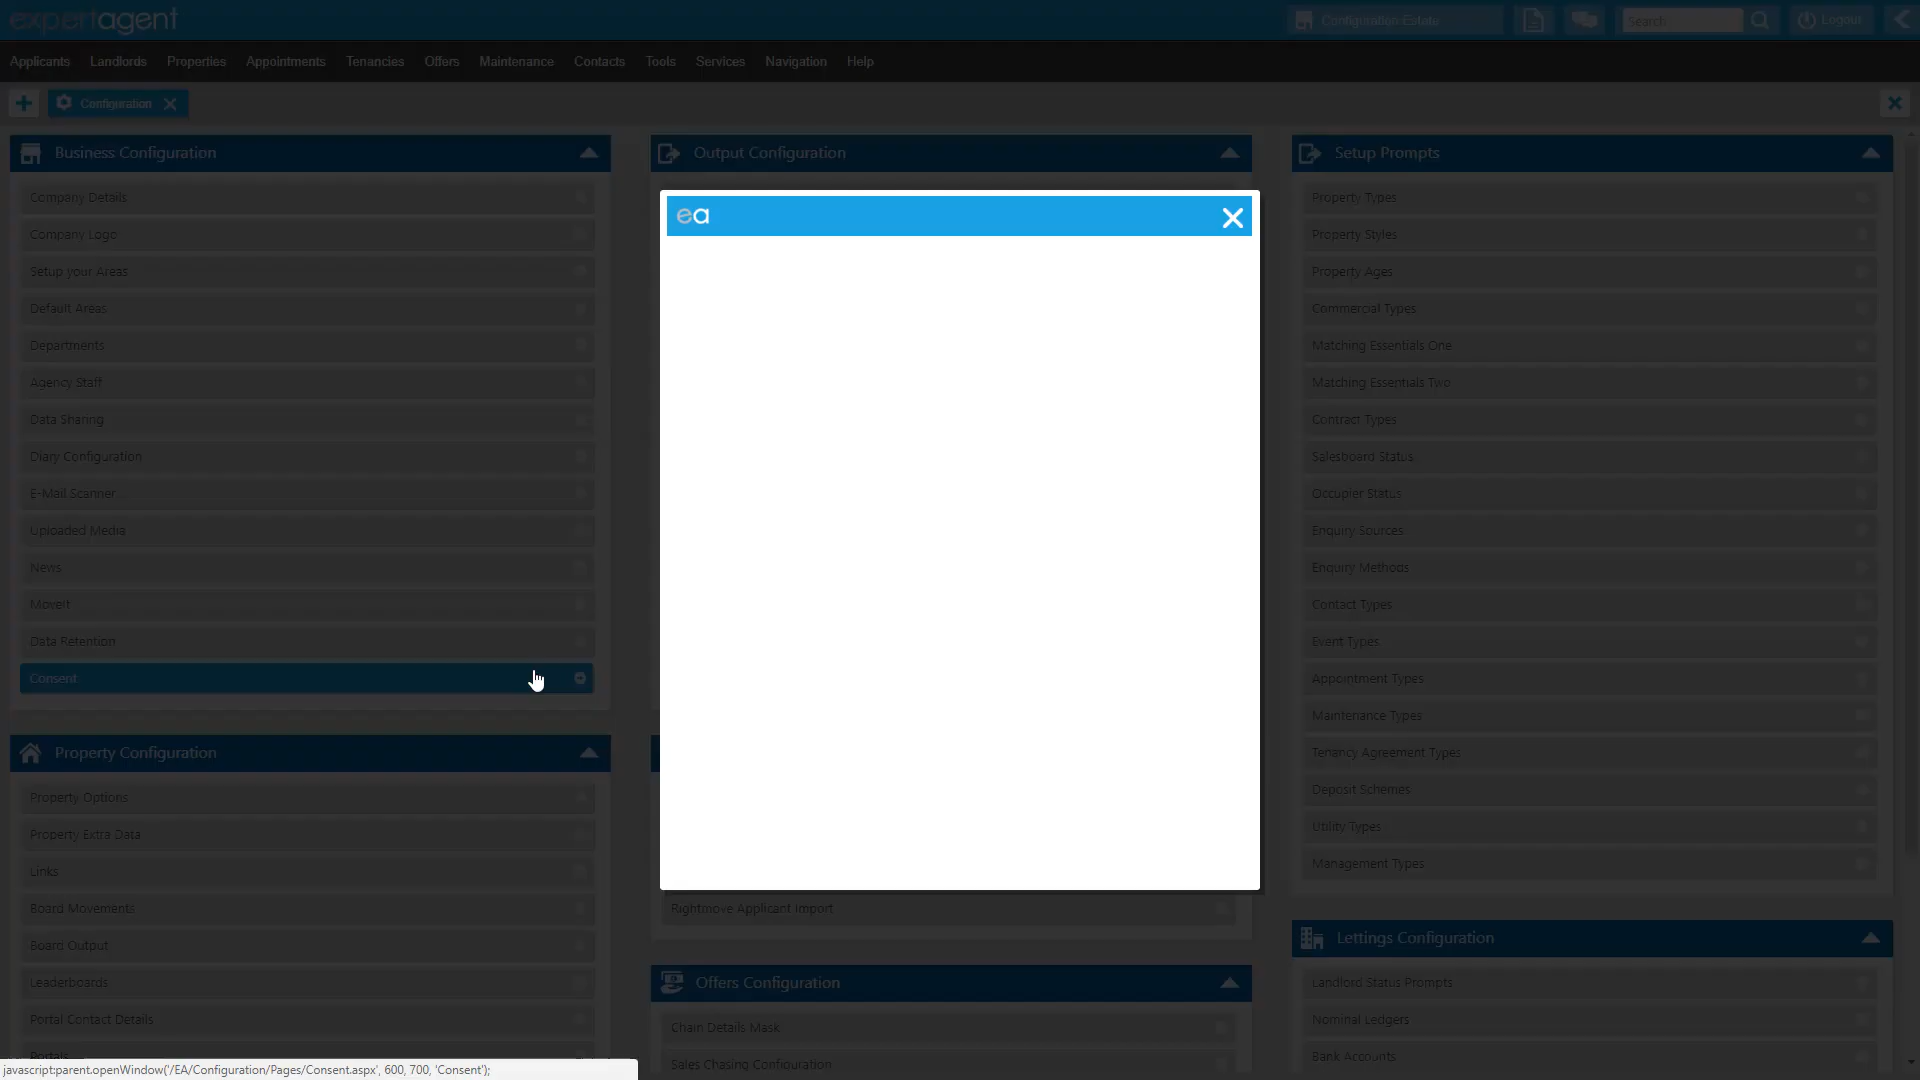 expertagent
Configuration Estate
Search
Logout
Applicants
Landlords
Properties
Appointments
Tenancies
Offers
Maintenance
Contacts
Tools
Services
Navigation
Help
Configuration
Business Configuration
Company Details
Company Logo
Setup your Areas
Default Areas
Departments
Agency Staff
Data Sharing
Diary Configuration
E-Mail Scanner
Uploaded Media
News
MoveIt
Data Retention
Consent
Property Configuration
Property Options
Property Extra Data
Links
Board Movements
Board Output
Leaderboards
Portal Contact Details
Portals
javascript:parent.openWindow('/EA/Configuration/Pages/Consent.aspx', 600, 700, 'Consent');
Output Configuration
ea
Rightmove Applicant Import
Offers Configuration
Chain Details Mask
Sales Chasing Configuration
Setup Prompts
Property Types
Property Styles
Property Ages
Commercial Types
Matching Essentials One
Matching Essentials Two
Contract Types
Salesboard Status
Occupier Status
Enquiry Sources
Enquiry Methods
Contact Types
Event Types
Appointment Types
Maintenance Types
Tenancy Agreement Types
Deposit Schemes
Utility Types
Management Types
Lettings Configuration
Landlord Status Prompts
Nominal Ledgers
Bank Accounts